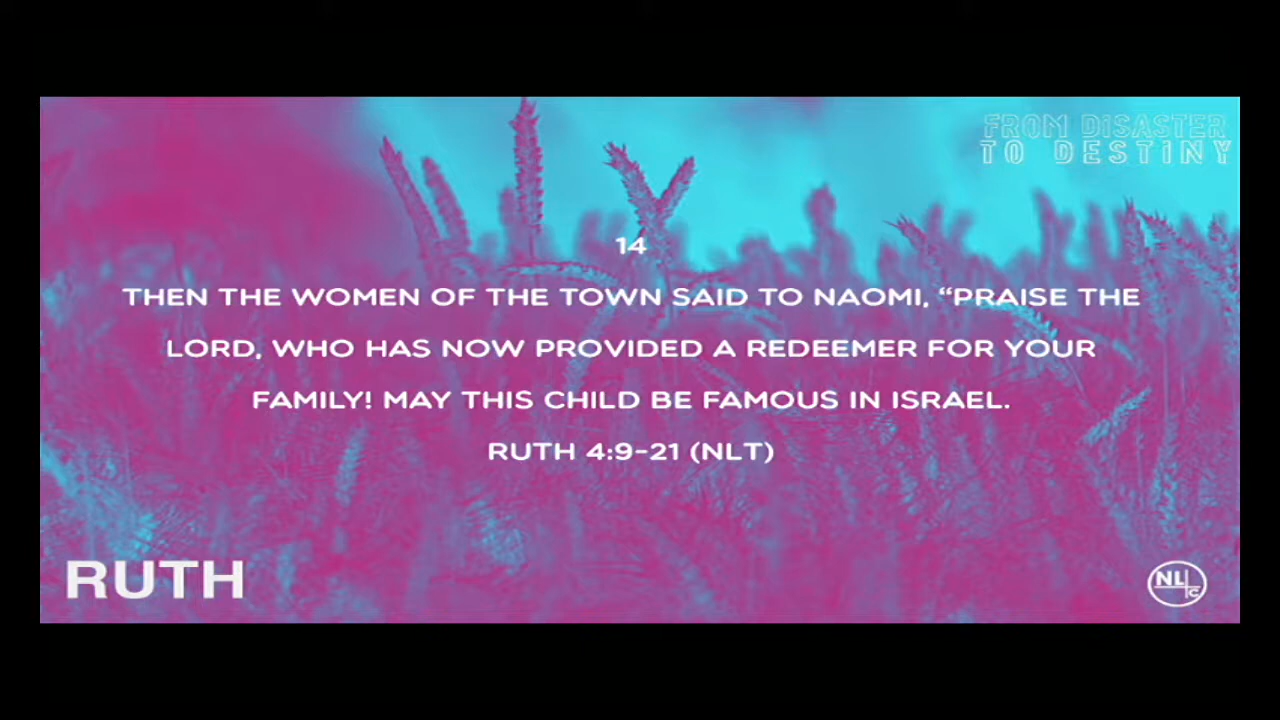 FROM DISASTER
TO DESTINY
14
THEN THE WOMEN OF THE TOWN SAID TO NAOMI, “PRAISE THE
LORD, WHO HAS NOW PROVIDED A REDEEMER FOR YOUR
FAMILY! MAY THIS CHILD BE FAMOUS IN ISRAEL.
RUTH 4:9-21 (NLT)
RUTH
NLC